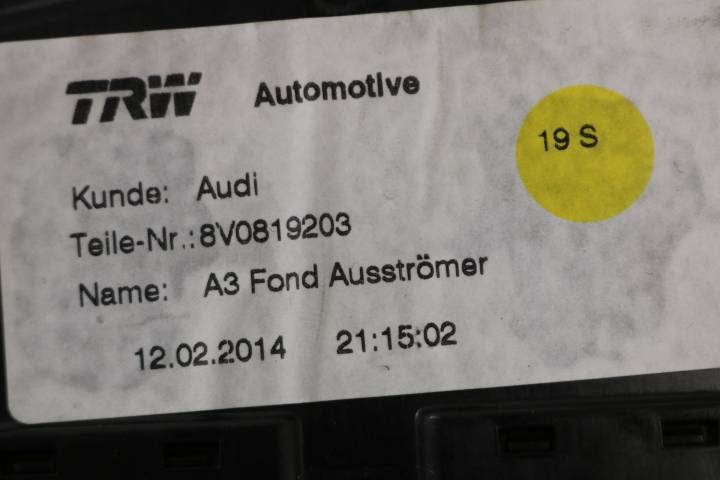 TRW Automotive
19 S
Kunde: Audi
Teile-Nr.: 8V0819203
Name: A3 Fond Ausströmer
12.02.2014 21:15:02